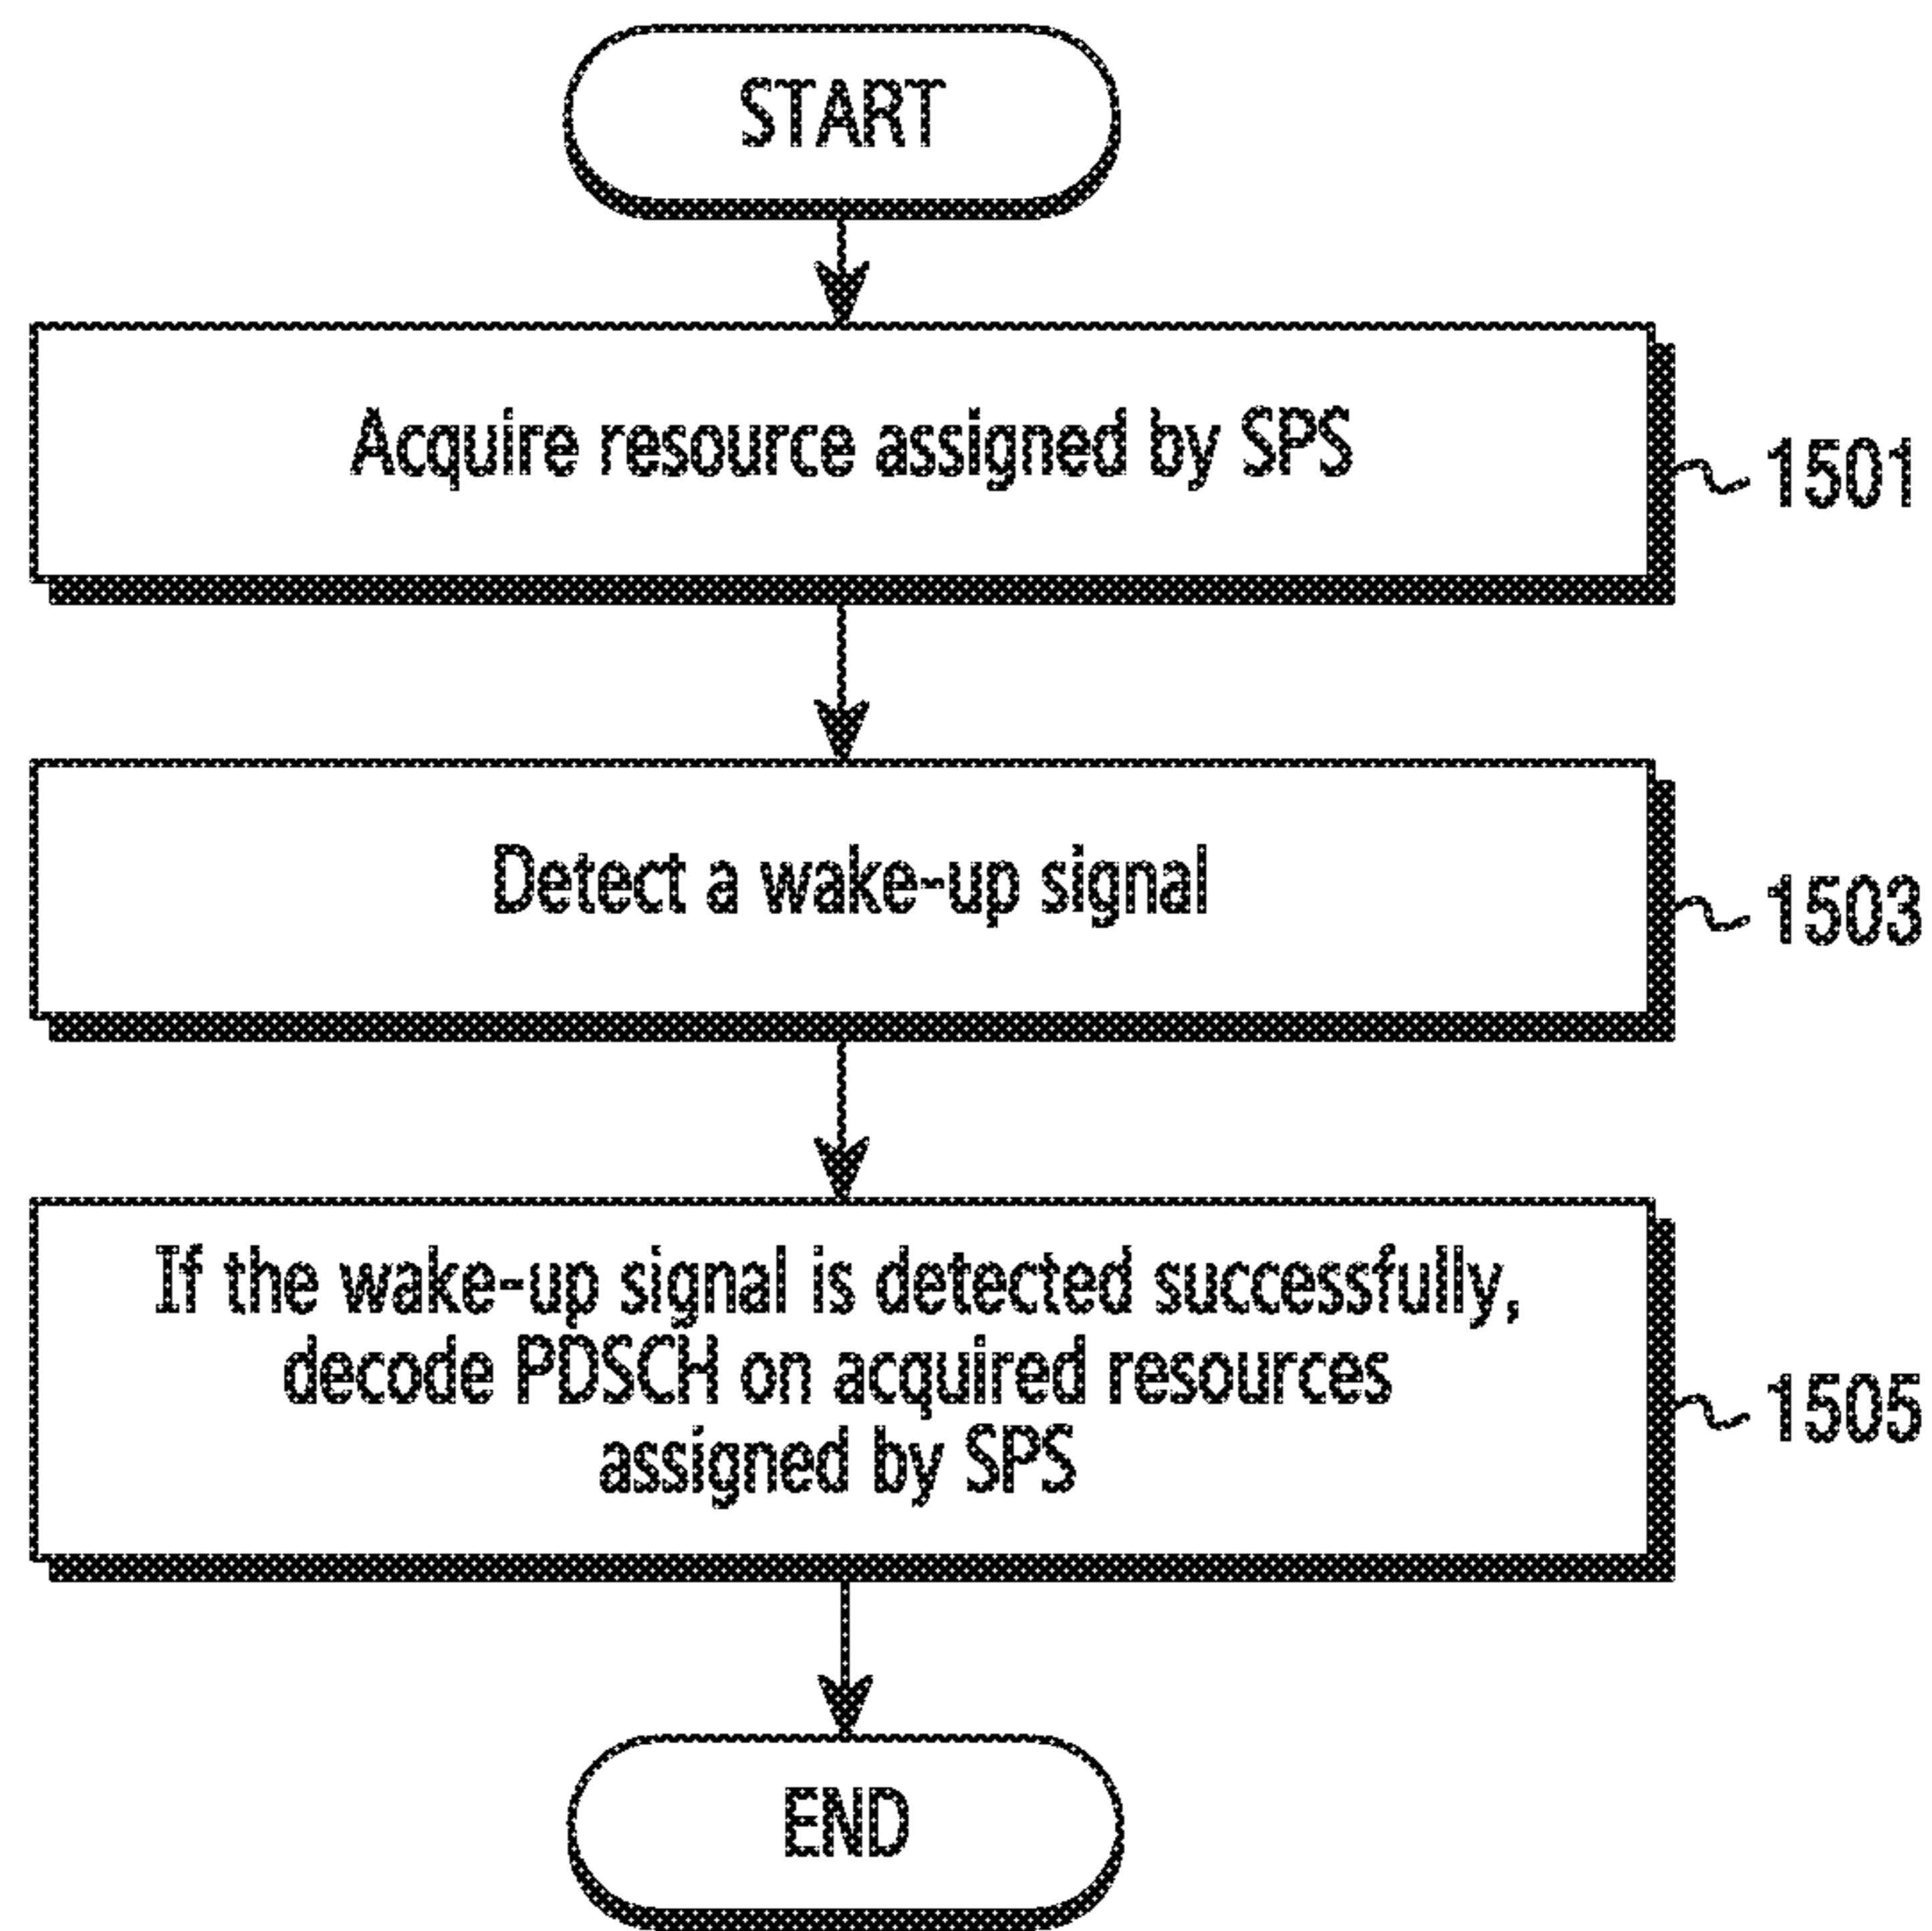 START
Acquire resource assigned by SPS
1501
Detect a wake-up signal
1503
If the wake-up signal is detected successfully,
decode PDSCH on acquired resources
assigned by SPS
1505
END